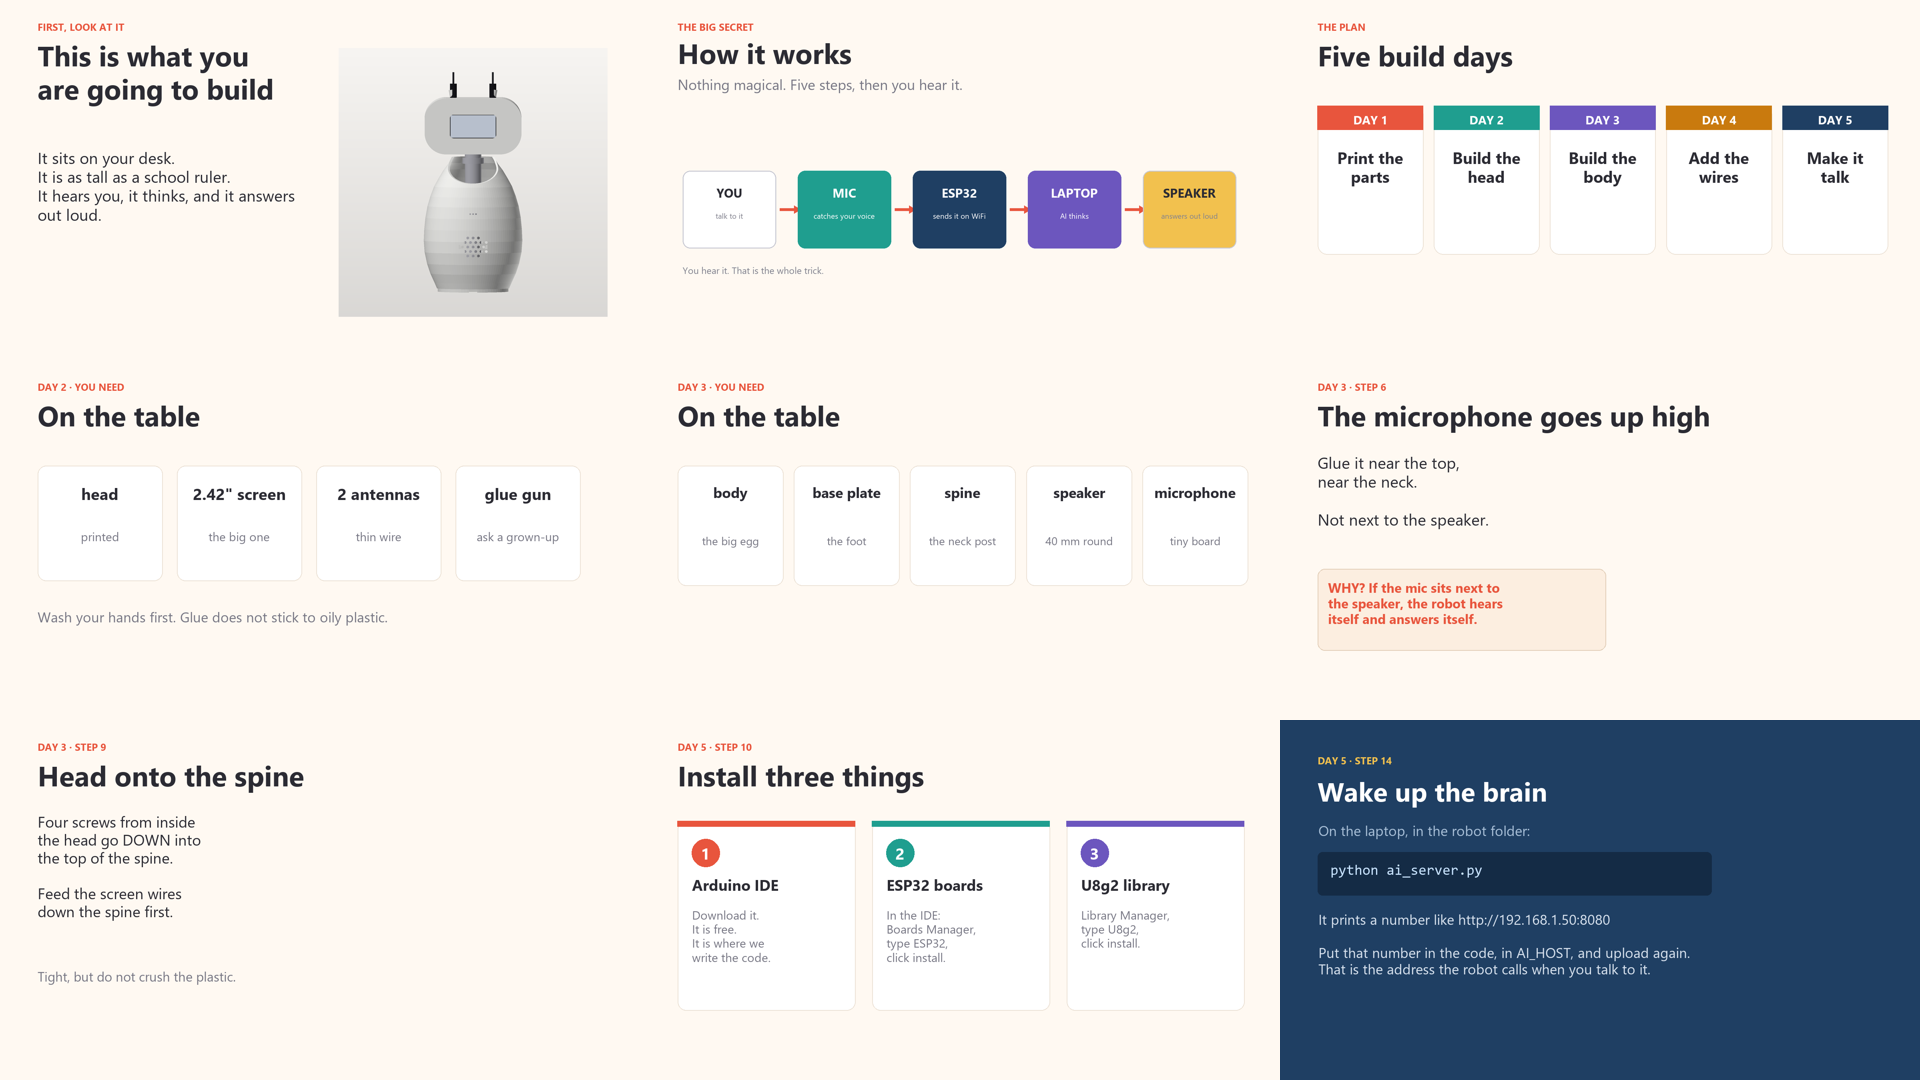 FIRST, LOOK AT IT
This is what you
are going to build
It sits on your desk.
It is as tall as a school ruler.
It hears you, it thinks, and it answers
out loud.
THE BIG SECRET
How it works
Nothing magical. Five steps, then you hear it.
YOU
talk to it
MIC
catches your voice
ESP32
sends it on WiFi
LAPTOP
AI thinks
SPEAKER
answers out loud
You hear it. That is the whole trick.
THE PLAN
Five build days
DAY 1
Print the
parts
DAY 2
Build the
head
DAY 3
Build the
body
DAY 4
Add the
wires
DAY 5
Make it
talk
DAY 2 · YOU NEED
On the table
head
printed
2.42" screen
the big one
2 antennas
thin wire
glue gun
ask a grown-up
Wash your hands first. Glue does not stick to oily plastic.
DAY 3 · YOU NEED
On the table
body
the big egg
base plate
the foot
spine
the neck post
speaker
40 mm round
microphone
tiny board
DAY 3 · STEP 6
The microphone goes up high
Glue it near the top,
near the neck.
Not next to the speaker.
WHY? If the mic sits next to
the speaker, the robot hears
itself and answers itself.
DAY 3 · STEP 9
Head onto the spine
Four screws from inside
the head go DOWN into
the top of the spine.
Feed the screen wires
down the spine first.
Tight, but do not crush the plastic.
DAY 5 · STEP 10
Install three things
1
Arduino IDE
Download it.
It is free.
It is where we
write the code.
2
ESP32 boards
In the IDE:
Boards Manager,
type ESP32,
click install.
3
U8g2 library
Library Manager,
type U8g2,
click install.
DAY 5 · STEP 14
Wake up the brain
On the laptop, in the robot folder:
python ai_server.py
It prints a number like http://192.168.1.50:8080
Put that number in the code, in AI_HOST, and upload again.
That is the address the robot calls when you talk to it.